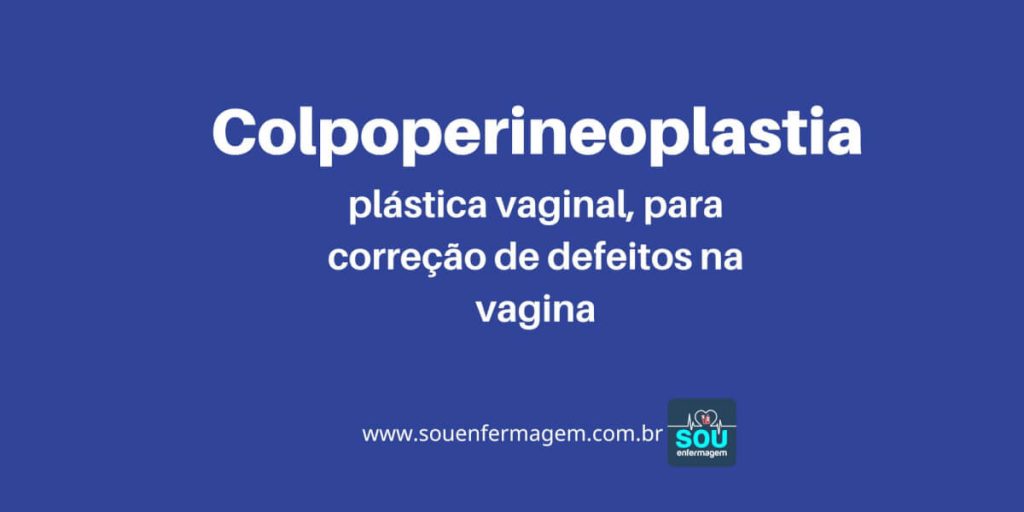 Colpoperineoplastia
plástica vaginal, para
correção de defeitos na
vagina
www.souenfermagem.com.br
SOU
enfermagem